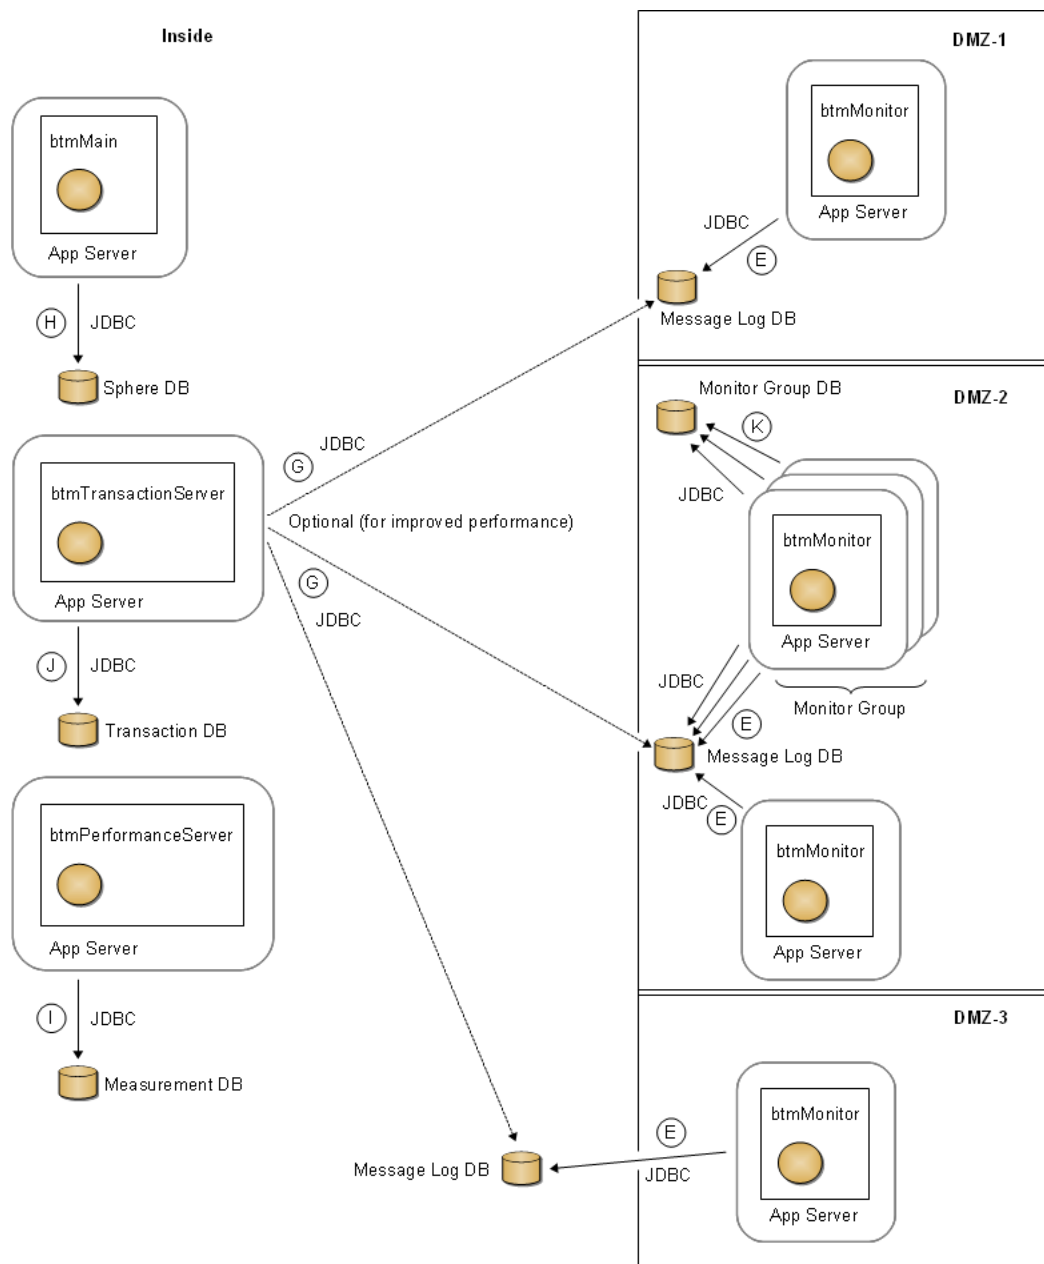 Inside
btmMain
App Server
H
JDBC
Sphere DB
btmTransactionServer
App Server
J
JDBC
Transaction DB
btmPerformanceServer
App Server
I
JDBC
Measurement DB
JDBC
G
Optional (for improved performance)
G
JDBC
Message Log DB
DMZ-1
btmMonitor
App Server
JDBC
E
Message Log DB
DMZ-2
Monitor Group DB
K
JDBC
btmMonitor
App Server
Monitor Group
JDBC
E
Message Log DB
JDBC
E
btmMonitor
App Server
DMZ-3
btmMonitor
App Server
E
JDBC